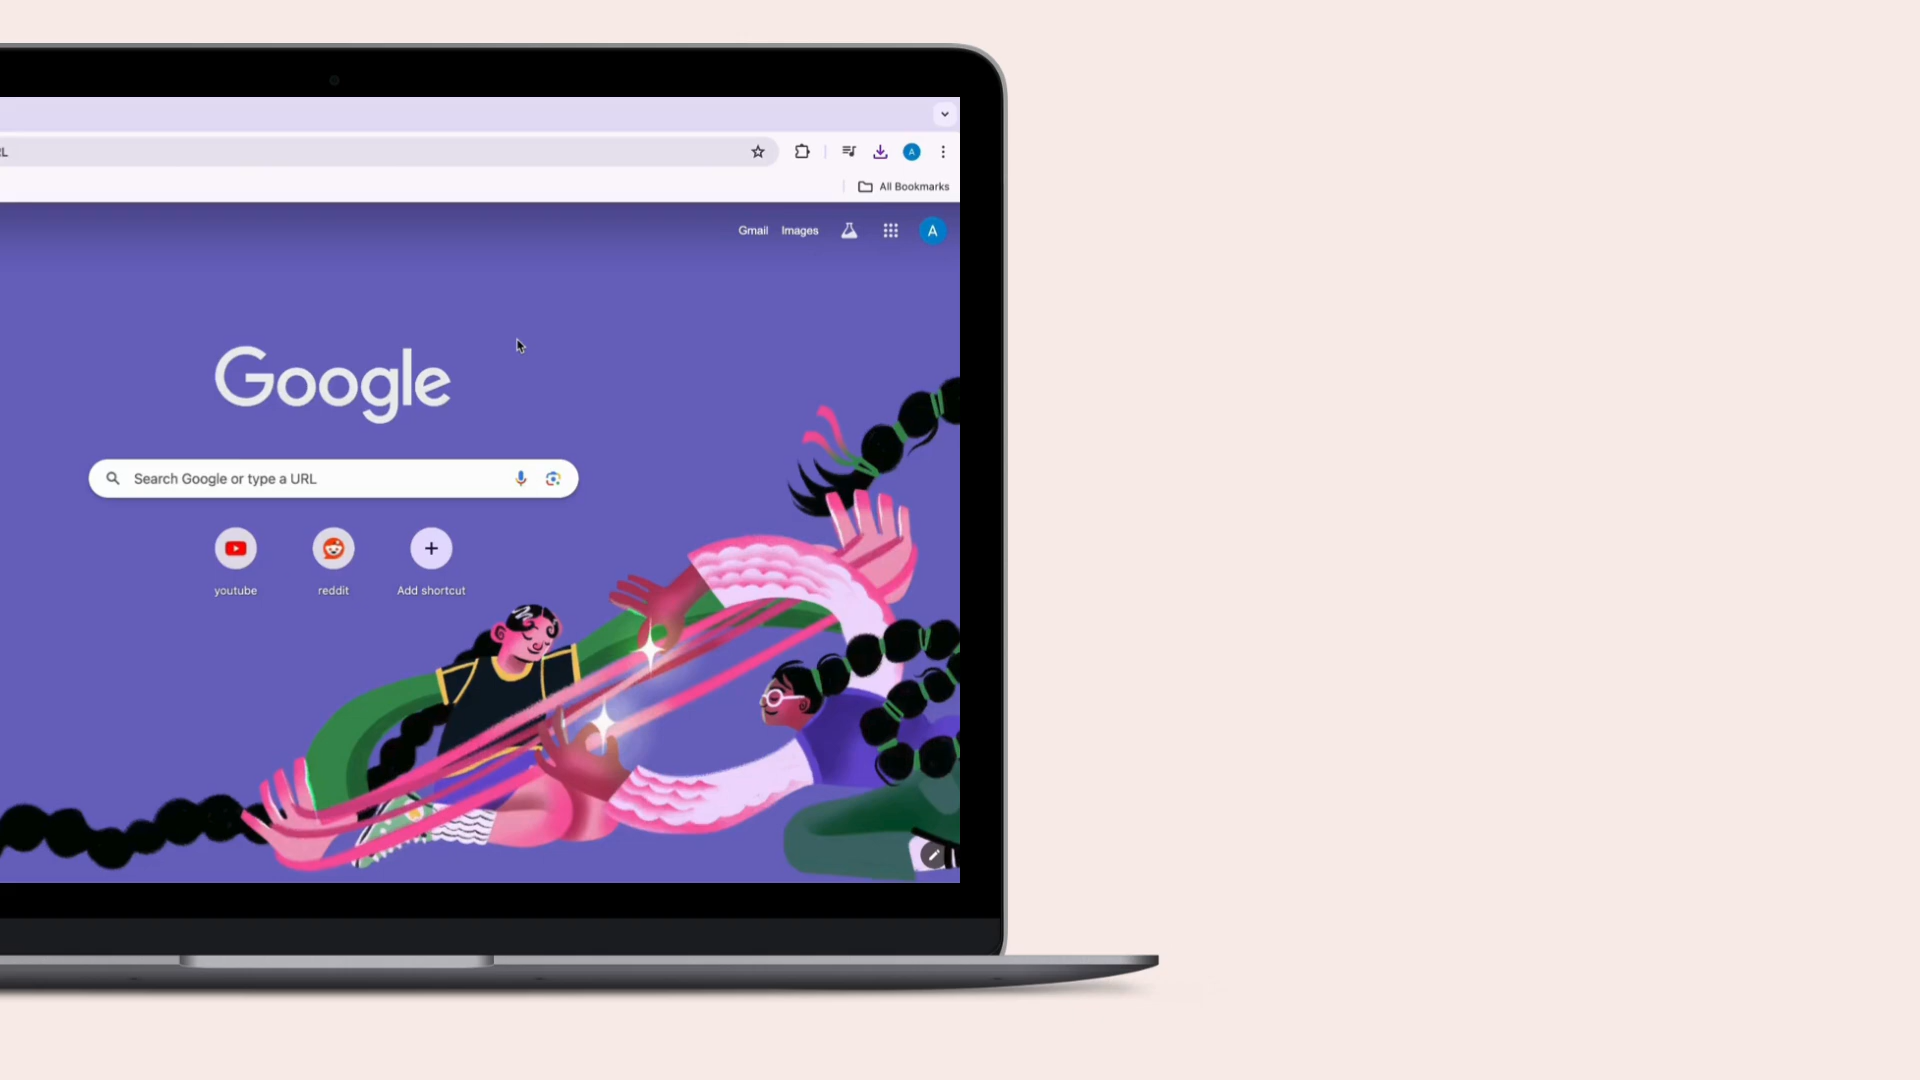 A
All Bookmarks
Gmail Images
A
Google
Search Google or type a URL
youtube reddit Add shortcut